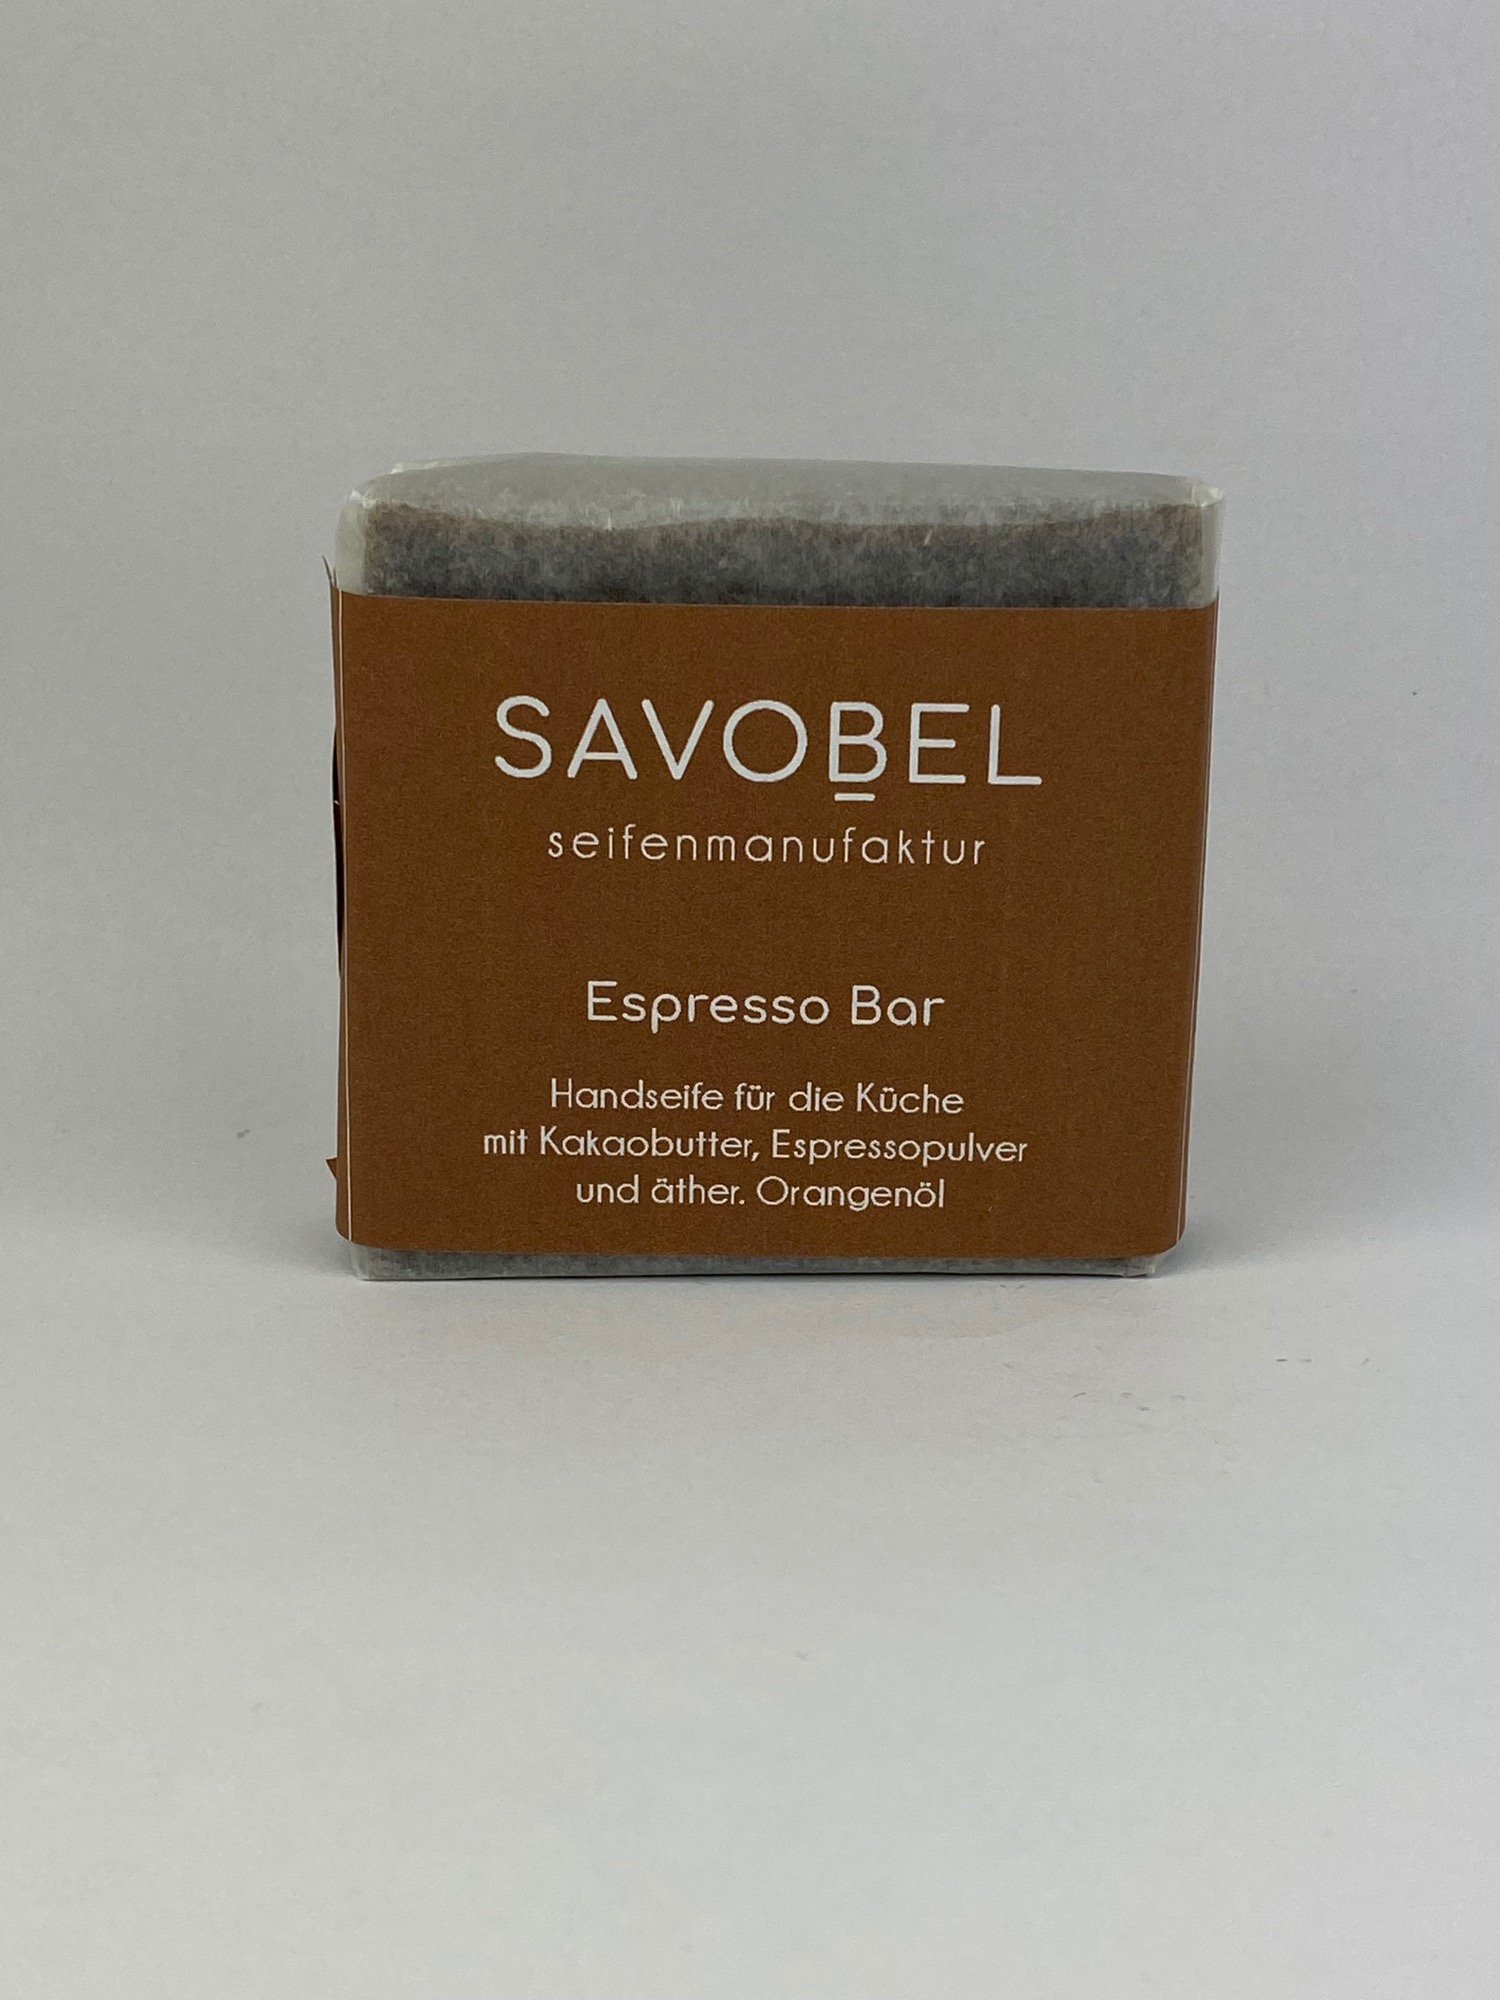 SAVOBEL
seifenmanufaktur
Espresso Bar
Handseife für die Küche
mit Kakaobutter, Espressopulver
und äther. Orangenöl